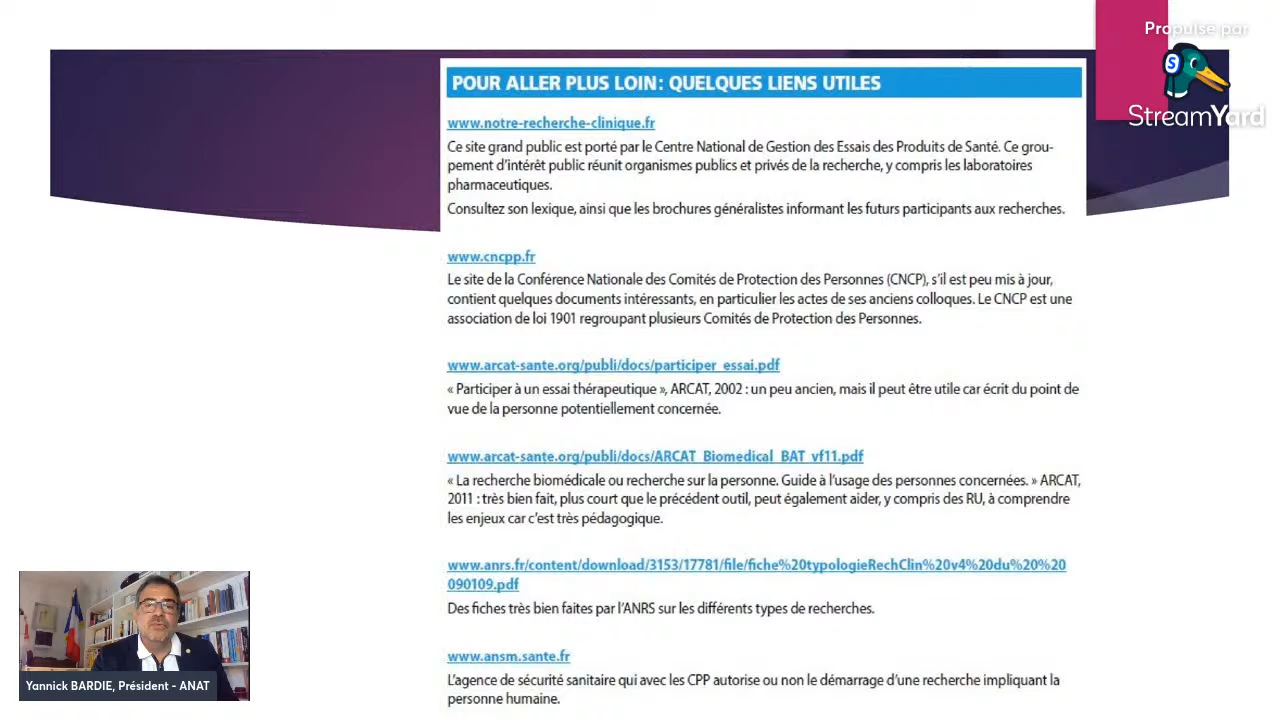 Propulsé par
StreamYard
POUR ALLER PLUS LOIN : QUELQUES LIENS UTILES
www.notre-recherche-clinique.fr
Ce site grand public est porté par le Centre National de Gestion des Essais des Produits de Santé. Ce grou-
pement d’intérêt public réunit organismes publics et privés de la recherche, y compris les laboratoires
pharmaceutiques.
Consultez son lexique, ainsi que les brochures généralistes informant les futurs participants aux recherches.
www.cncpp.fr
Le site de la Conférence Nationale des Comités de Protection des Personnes (CNCP), s’il est peu mis à jour,
contient quelques documents intéressants, en particulier les actes de ses anciens colloques. Le CNCP est une
association de loi 1901 regroupant plusieurs Comités de Protection des Personnes.
www.arcat-sante.org/publi/docs/participer_essai.pdf
« Participer à un essai thérapeutique », ARCAT, 2002 : un peu ancien, mais il peut être utile car écrit du point de
vue de la personne potentiellement concernée.
www.arcat-sante.org/publi/docs/ARCAT_Biomedical_BAT_vf11.pdf
« La recherche biomédicale ou recherche sur la personne. Guide à l’usage des personnes concernées. » ARCAT,
2011 : très bien fait, plus court que le précédent outil, peut également aider, y compris des RU, à comprendre
les enjeux car c’est très pédagogique.
www.anrs.fr/content/download/3153/17781/file/fiche%20typologieRechClin%20v4%20du%20%20
090109.pdf
Des fiches très bien faites par l’ANRS sur les différents types de recherches.
www.ansm.sante.fr
L’agence de sécurité sanitaire qui avec les CPP autorise ou non le démarrage d’une recherche impliquant la
personne humaine.
Yannick BARDIE, Président - ANAT